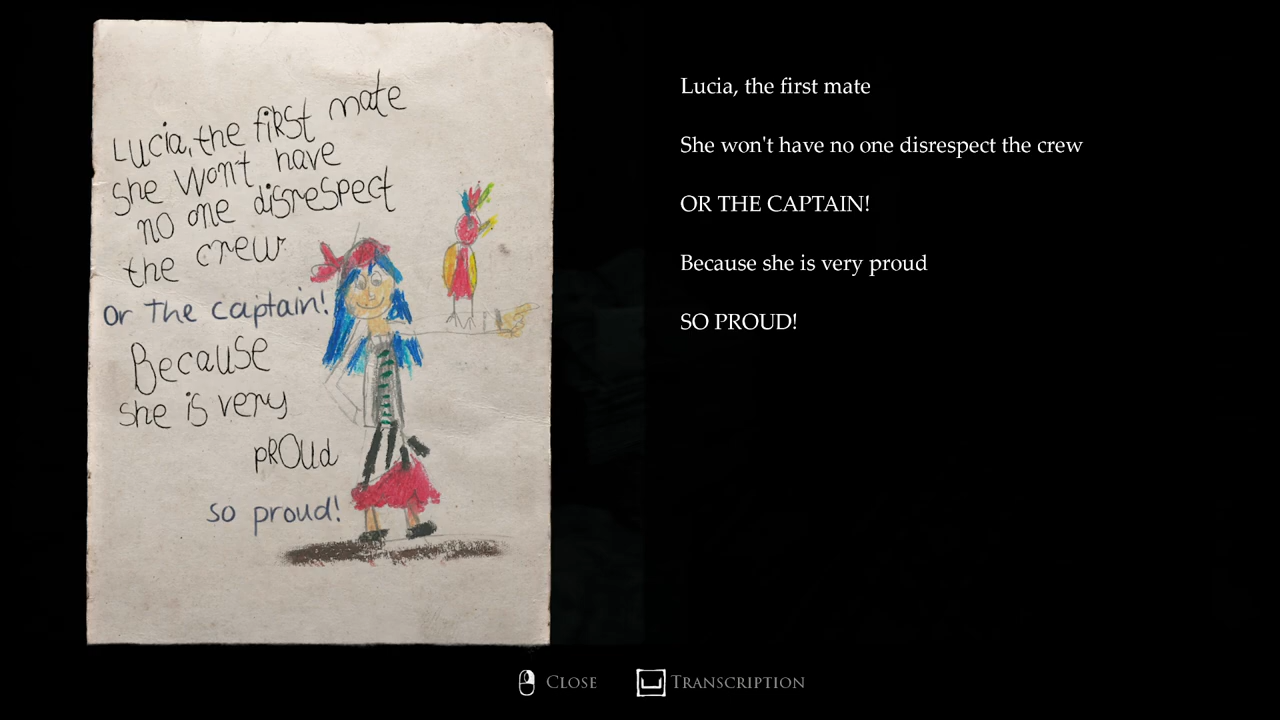 Lucia, the fiRSt mate
she Won't have
no one disrespect
the crew
or the captain!
BecaUSe
she is very
pROUd
so proud!
Lucia, the first mate
She won't have no one disrespect the crew
OR THE CAPTAIN!
Because she is very proud
SO PROUD!
CLOSE
TRANSCRIPTION